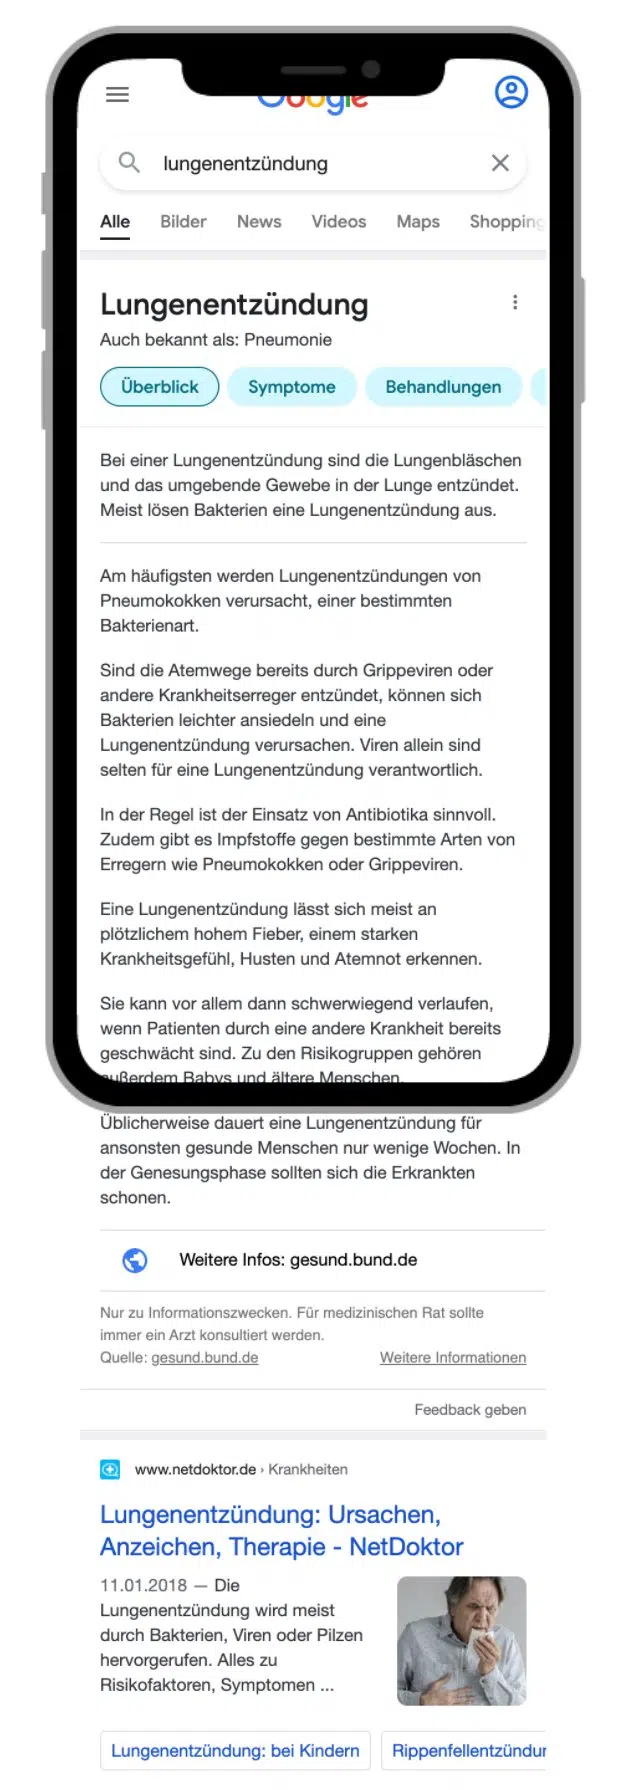 Google
lungenentzündung
Alle Bilder News Videos Maps Shopping
Lungenentzündung
Auch bekannt als: Pneumonie
Überblick Symptome Behandlungen
Bei einer Lungenentzündung sind die Lungenbläschen
und das umgebende Gewebe in der Lunge entzündet.
Meist lösen Bakterien eine Lungenentzündung aus.
Am häufigsten werden Lungenentzündungen von
Pneumokokken verursacht, einer bestimmten
Bakterienart.
Sind die Atemwege bereits durch Grippeviren oder
andere Krankheitserreger entzündet, können sich
Bakterien leichter ansiedeln und eine
Lungenentzündung verursachen. Viren allein sind
selten für eine Lungenentzündung verantwortlich.
In der Regel ist der Einsatz von Antibiotika sinnvoll.
Zudem gibt es Impfstoffe gegen bestimmte Arten von
Erregern wie Pneumokokken oder Grippeviren.
Eine Lungenentzündung lässt sich meist an
plötzlichem hohem Fieber, einem starken
Krankheitsgefühl, Husten und Atemnot erkennen.
Sie kann vor allem dann schwerwiegend verlaufen,
wenn Patienten durch eine andere Krankheit bereits
geschwächt sind. Zu den Risikogruppen gehören
außerdem Babys und ältere Menschen.
Üblicherweise dauert eine Lungenentzündung für
ansonsten gesunde Menschen nur wenige Wochen. In
der Genesungsphase sollten sich die Erkrankten
schonen.
Weitere Infos: gesund.bund.de
Nur zu Informationszwecken. Für medizinischen Rat sollte
immer ein Arzt konsultiert werden.
Quelle: gesund.bund.de Weitere Informationen
Feedback geben
www.netdoktor.de › Krankheiten
Lungenentzündung: Ursachen,
Anzeichen, Therapie - NetDoktor
11.01.2018 — Die
Lungenentzündung wird meist
durch Bakterien, Viren oder Pilzen
hervorgerufen. Alles zu
Risikofaktoren, Symptomen ...
Lungenentzündung: bei Kindern Rippenfellentzündun